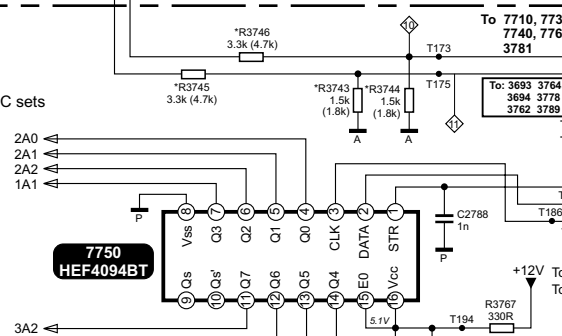 10
To 7710, 773
7740, 776
3781
*R3746
3.3k (4.7k)
T173
*R3745
3.3k (4.7k)
*R3743
1.5k
(1.8k)
*R3744
1.5k
(1.8k)
T175
To: 3693 3764
3694 3778
3762 3789
11
A
A
C sets
2A0
2A1
2A2
1A1
P
8
7
6
5
4
3
2
1
Vss
Q3
Q2
Q1
Q0
CLK
DATA
STR
C2788
1n
P
T186
7750
HEF4094BT
Qs
Qs'
Q7
Q6
Q5
Q4
E0
Vcc
9
10
11
12
13
14
15
16
+12V
To
To
R3767
330R
5.1V
T194
3A2